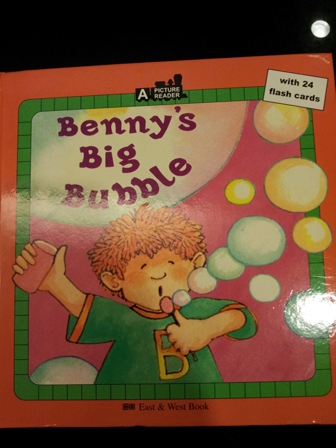 A PICTURE
READER
with 24
flash cards
Benny's
Big
Bubble
B
East & West Book